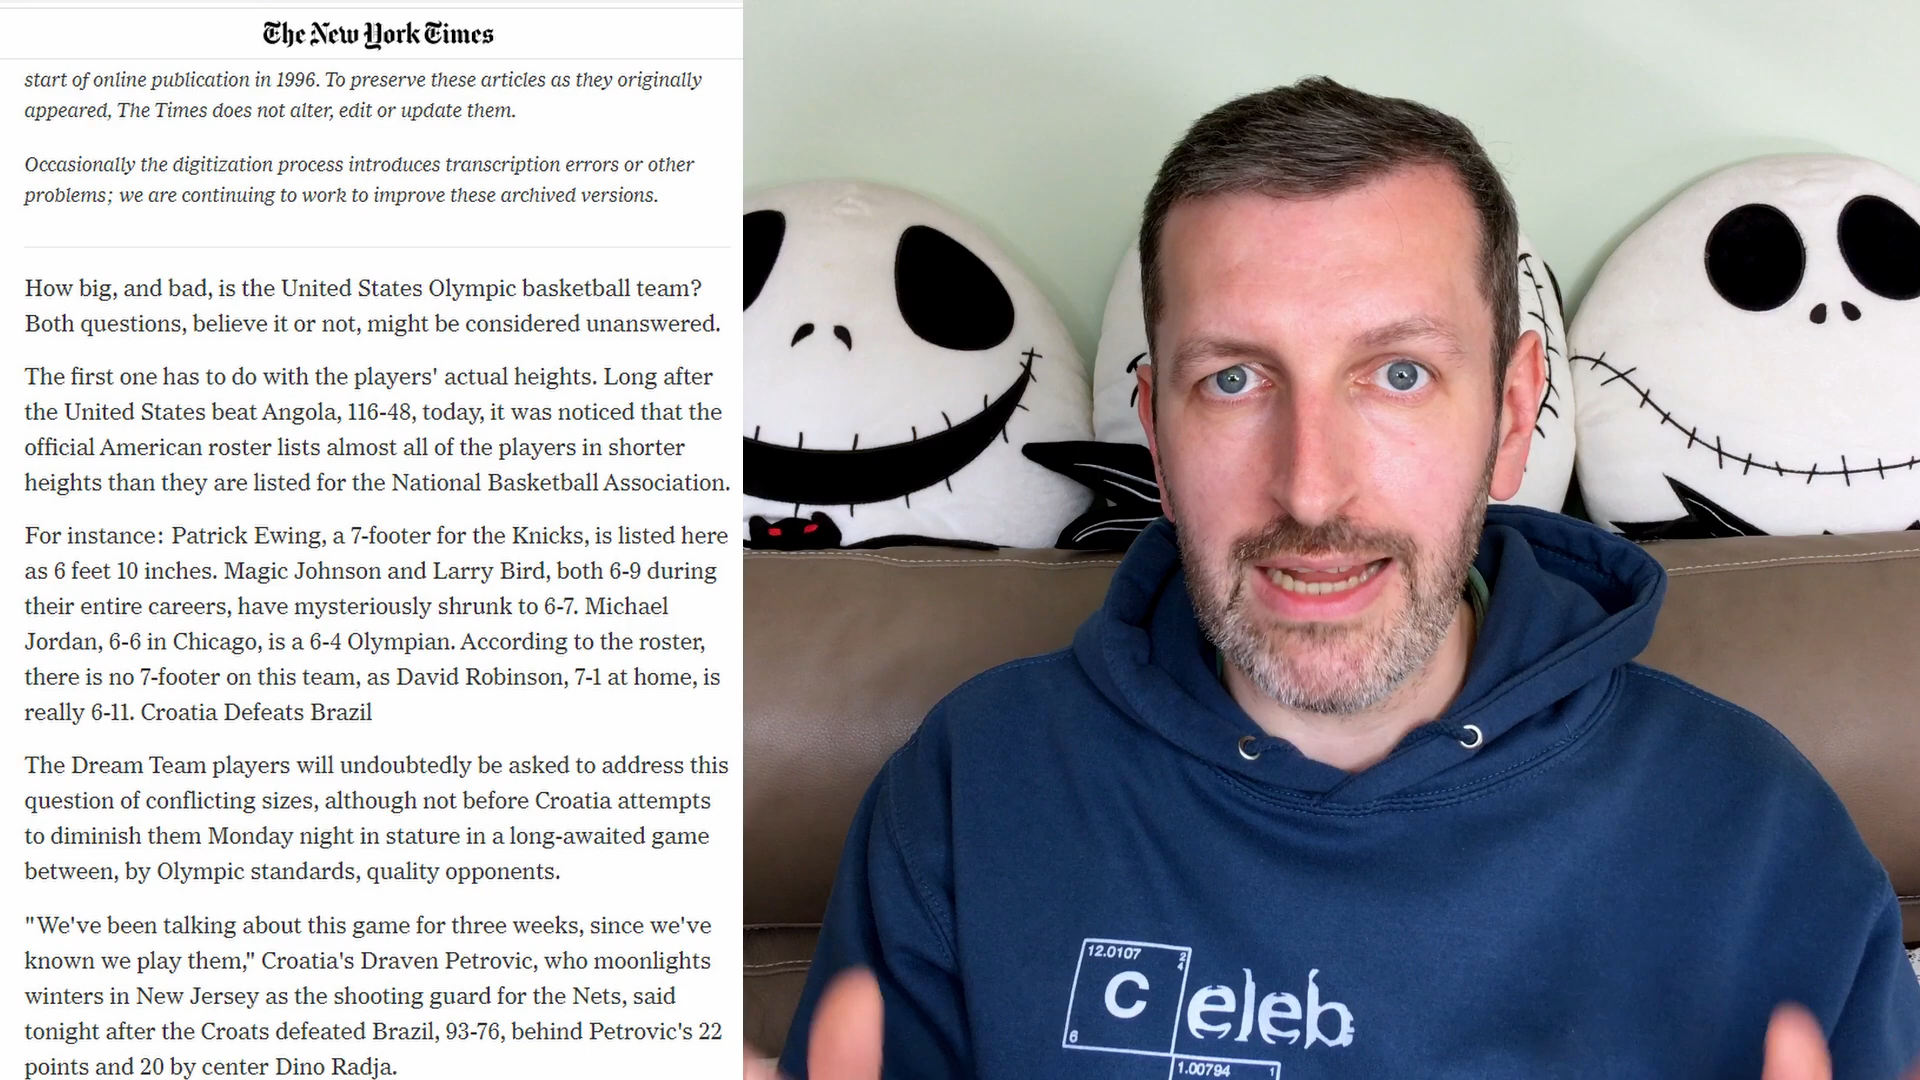 The New York Times
start of online publication in 1996. To preserve these articles as they originally
appeared, The Times does not alter, edit or update them.
Occasionally the digitization process introduces transcription errors or other
problems; we are continuing to work to improve these archived versions.
How big, and bad, is the United States Olympic basketball team?
Both questions, believe it or not, might be considered unanswered.
The first one has to do with the players' actual heights. Long after
the United States beat Angola, 116-48, today, it was noticed that the
official American roster lists almost all of the players in shorter
heights than they are listed for the National Basketball Association.
For instance: Patrick Ewing, a 7-footer for the Knicks, is listed here
as 6 feet 10 inches. Magic Johnson and Larry Bird, both 6-9 during
their entire careers, have mysteriously shrunk to 6-7. Michael
Jordan, 6-6 in Chicago, is a 6-4 Olympian. According to the roster,
there is no 7-footer on this team, as David Robinson, 7-1 at home, is
really 6-11. Croatia Defeats Brazil
The Dream Team players will undoubtedly be asked to address this
question of conflicting sizes, although not before Croatia attempts
to diminish them Monday night in stature in a long-awaited game
between, by Olympic standards, quality opponents.
"We've been talking about this game for three weeks, since we've
known we play them," Croatia's Draven Petrovic, who moonlights
winters in New Jersey as the shooting guard for the Nets, said
tonight after the Croats defeated Brazil, 93-76, behind Petrovic's 22
points and 20 by center Dino Radja.
12.0107 2
4
C eleb
6
1.00794 1